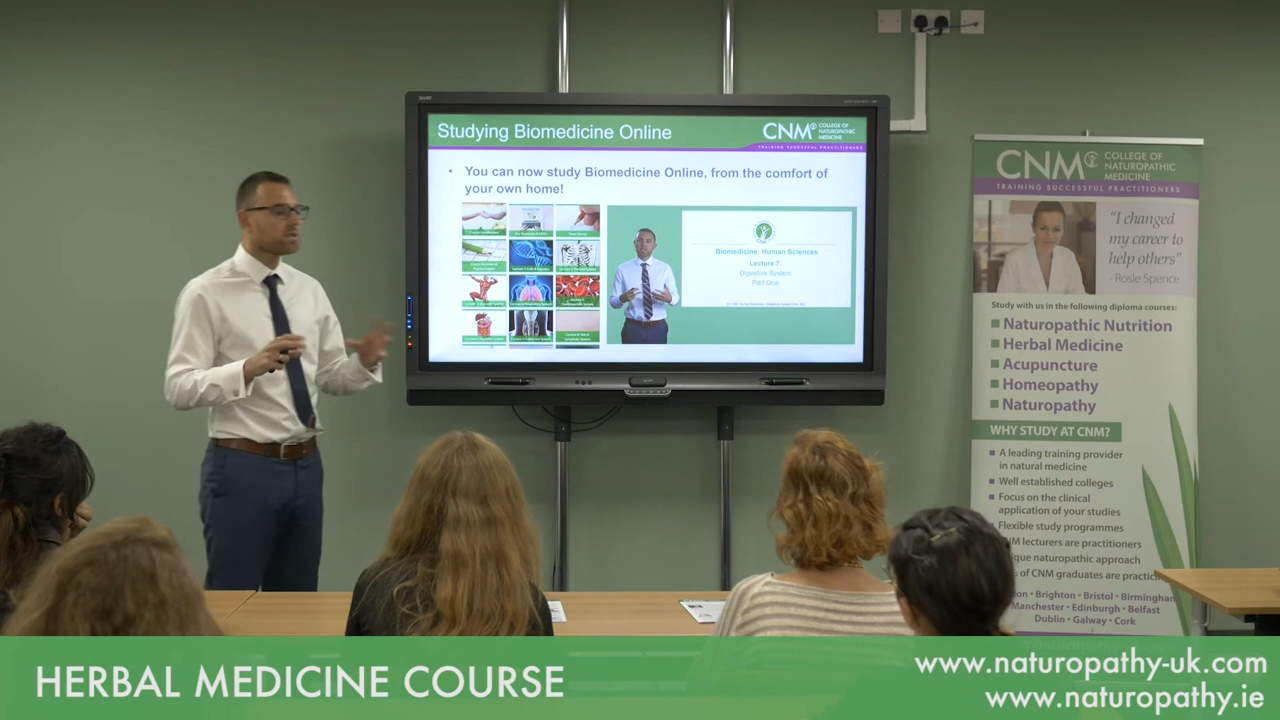 SMART
Studying Biomedicine Online
CNM
COLLEGE OF
NATUROPATHIC
MEDICINE
TRAINING SUCCESSFUL PRACTITIONERS
• You can now study Biomedicine Online, from the comfort of
your own home!
Biomedicine: Human Sciences
Lecture 7:
Digestive System
Part One
CNM
COLLEGE OF
NATUROPATHIC
MEDICINE
TRAINING SUCCESSFUL PRACTITIONERS
"I changed
my career to
help others"
- Rosie Spence
Study with us in the following diploma courses:
Naturopathic Nutrition
Herbal Medicine
Acupuncture
Homeopathy
Naturopathy
WHY STUDY AT CNM?
A leading training provider
in natural medicine
Well established colleges
Focus on the clinical
application of your studies
Flexible study programmes
lecturers are practitioners
naturopathic approach
of CNM graduates are
• Brighton • Bristol • Birmingham
Manchester • Edinburgh • Belfast
Dublin • Galway • Cork
HERBAL MEDICINE COURSE
www.naturopathy-uk.com
www.naturopathy.ie